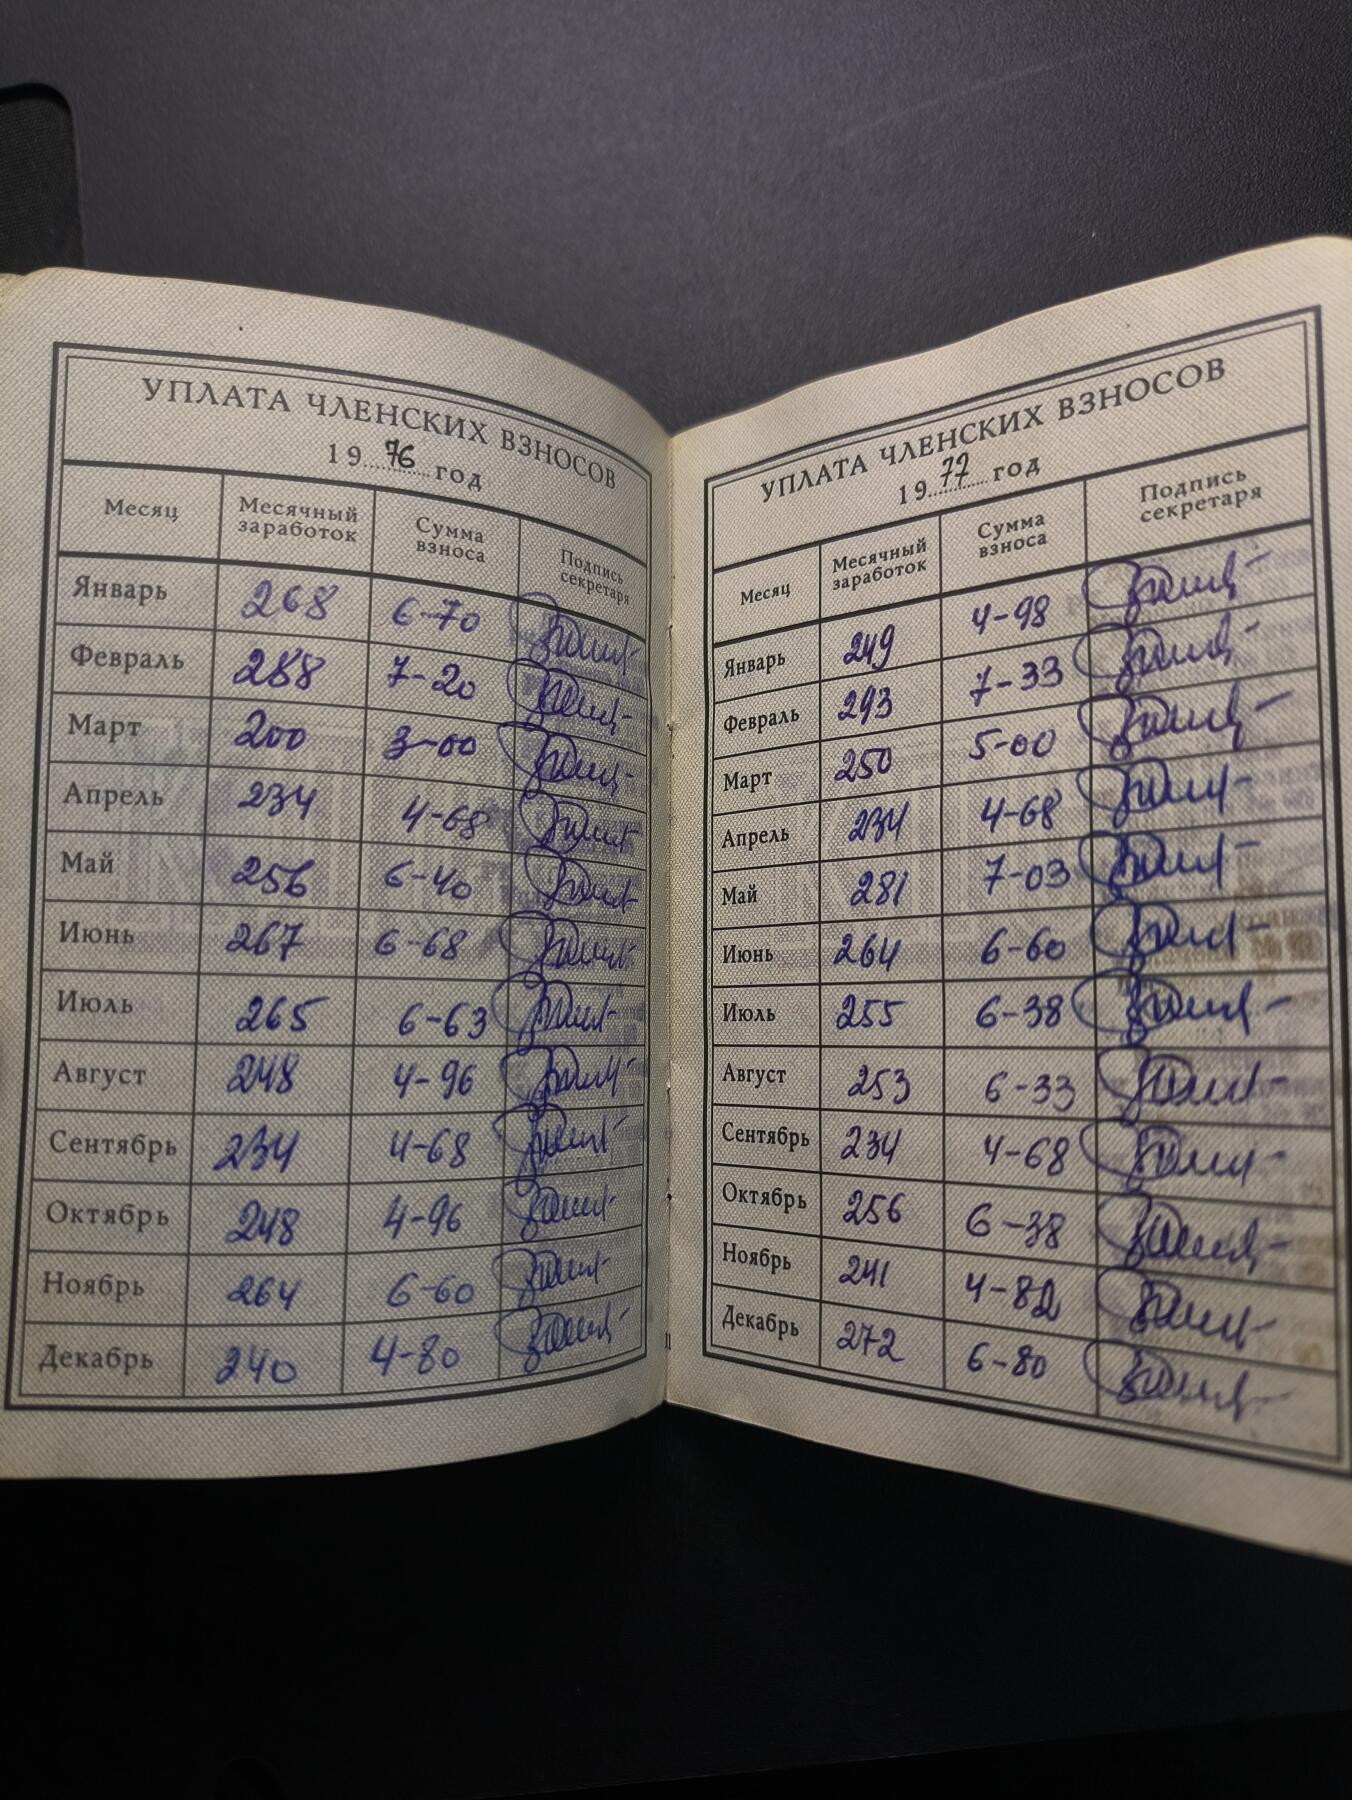 УПЛАТА ЧЛЕНСКИХ ВЗНОСОВ
1976 год
Месяц Месячный заработок Сумма взноса Подпись секретаря
Январь 268 6-70
Февраль 288 7-20
Март 200 3-00
Апрель 234 4-68
Май 256 6-40
Июнь 267 6-68
Июль 265 6-63
Август 248 4-96
Сентябрь 234 4-68
Октябрь 248 4-96
Ноябрь 264 6-60
Декабрь 240 4-80
УПЛАТА ЧЛЕНСКИХ ВЗНОСОВ
1977 год
Месяц Месячный заработок Сумма взноса Подпись секретаря
Январь 249 4-98
Февраль 293 7-33
Март 250 5-00
Апрель 234 4-68
Май 281 7-03
Июнь 264 6-60
Июль 255 6-38
Август 253 6-33
Сентябрь 234 4-68
Октябрь 256 6-38
Ноябрь 241 4-82
Декабрь 272 6-80